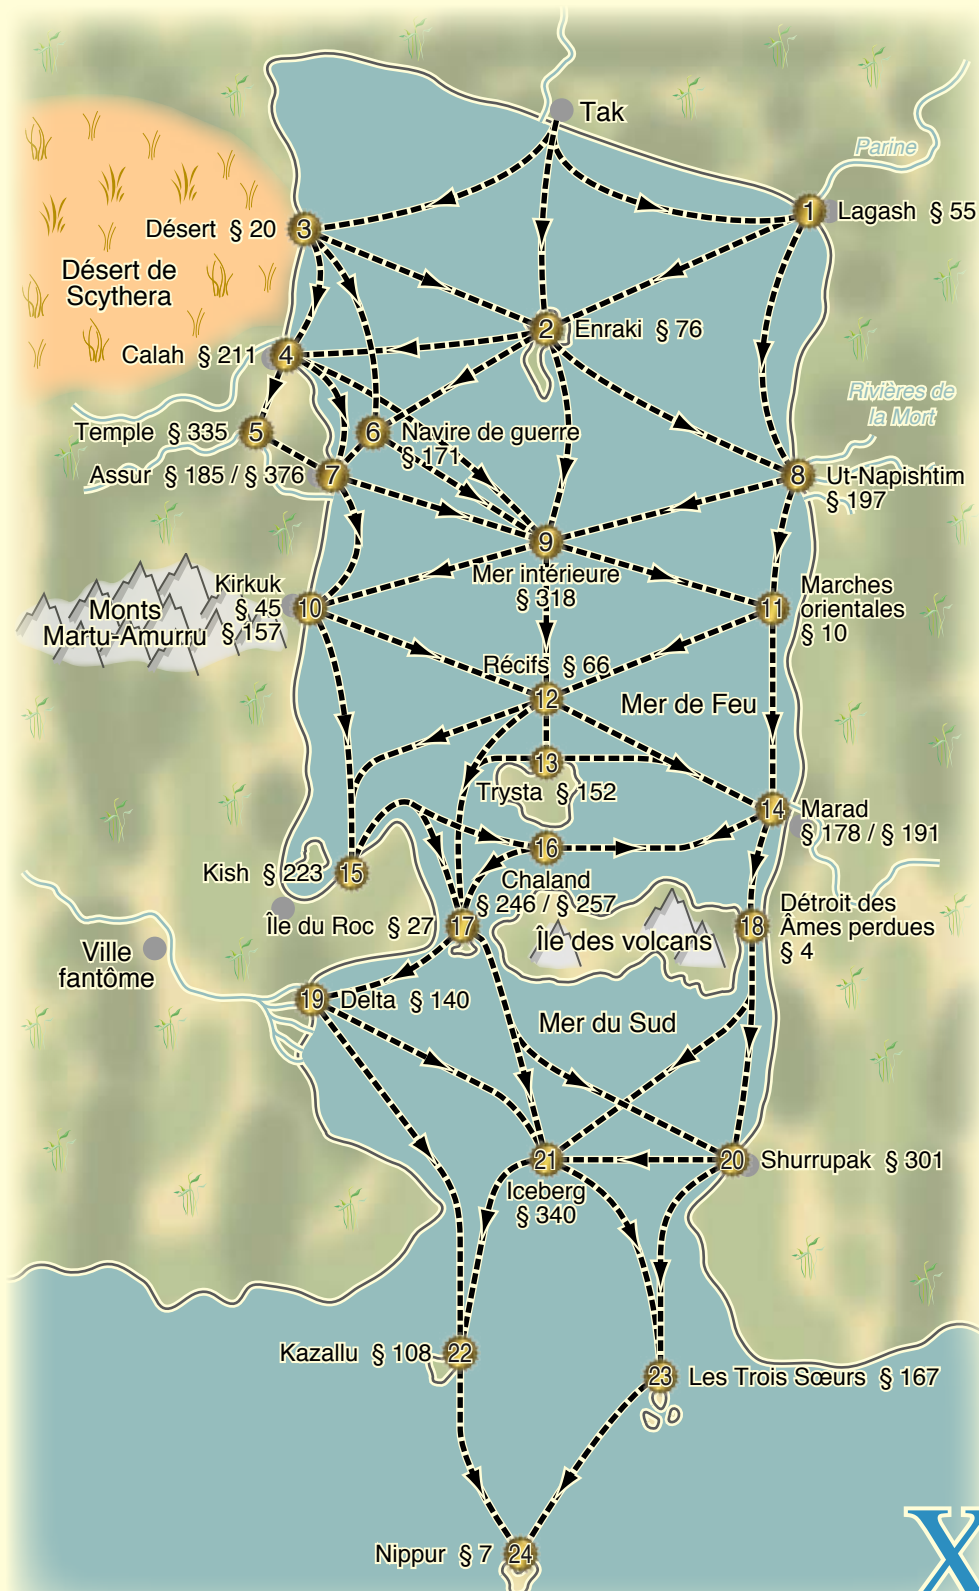 Tak
Parine
1
Lagash § 55
3
Désert § 20
Désert de
Scythera
2
Enraki § 76
Calah § 211
4
Rivières de
la Mort
Temple § 335
5
6
Navire de guerre
§ 171
Assur § 185 / § 376
7
8
Ut-Napishtim
§ 197
9
Mer intérieure
§ 318
Kirkuk
§ 45
§ 157
10
Monts
Martu-Amurru
11
Marches
orientales
§ 10
Récifs § 66
12
Mer de Feu
13
Trysta § 152
14
Marad
§ 178 / § 191
16
Chaland
§ 246 / § 257
Kish § 223
15
Île du Roc § 27
17
Île des volcans
18
Détroit des
Âmes perdues
§ 4
Ville
fantôme
19
Delta § 140
Mer du Sud
21
Iceberg
§ 340
20
Shurrupak § 301
Kazallu § 108
22
23
Les Trois Sœurs § 167
X
Nippur § 7
24